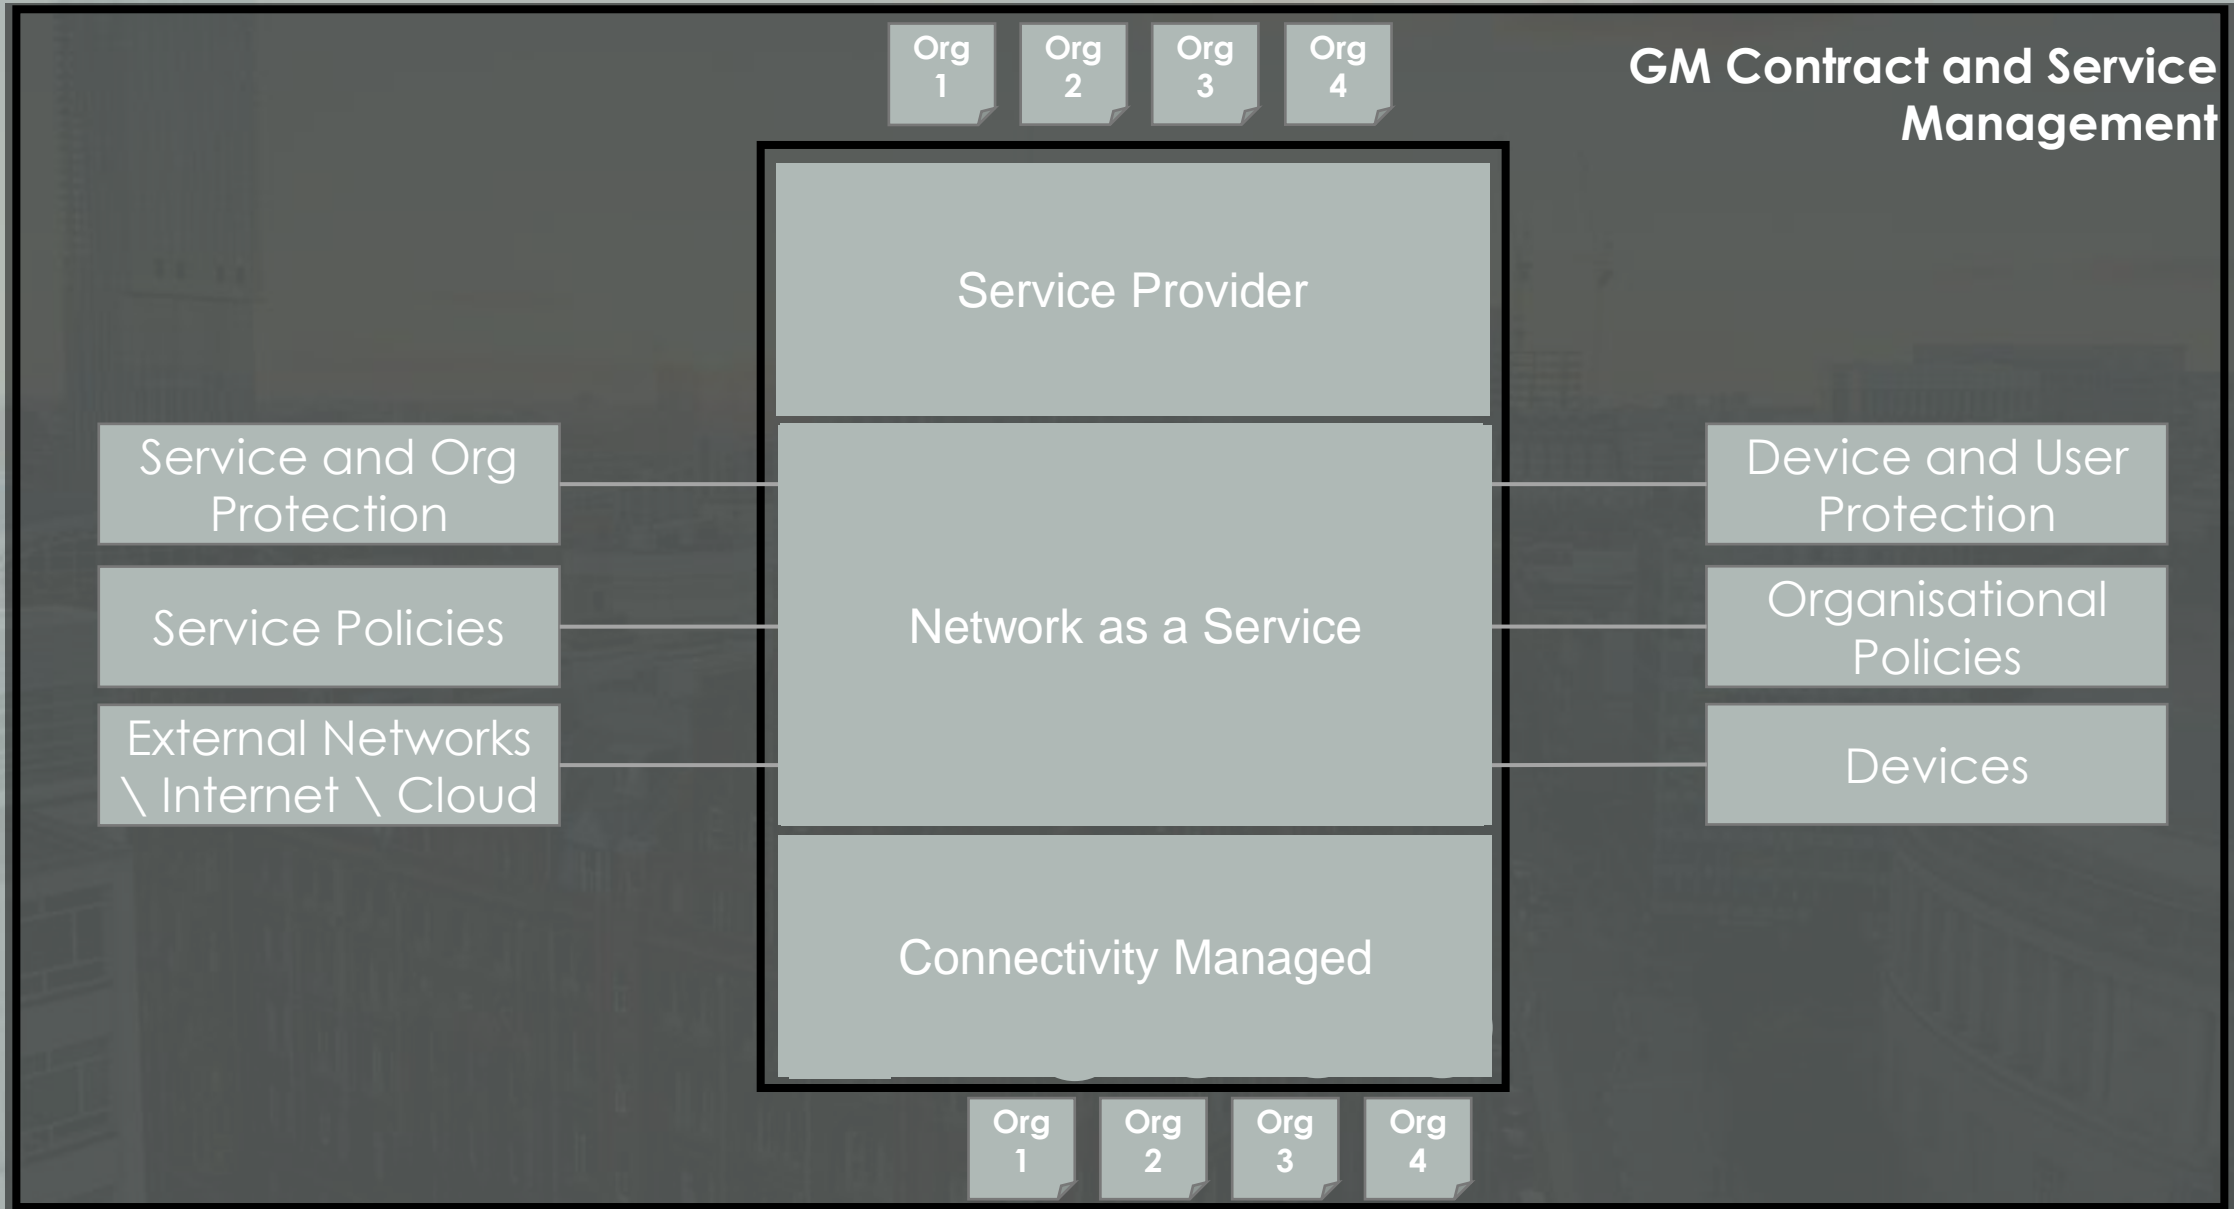 Org
1
Org
2
Org
3
Org
4
GM Contract and Service
Management
Service Provider
Service and Org
Protection
Service Policies
External Networks
\ Internet \ Cloud
Network as a Service
Device and User
Protection
Organisational
Policies
Devices
Connectivity Managed
Org
1
Org
2
Org
3
Org
4